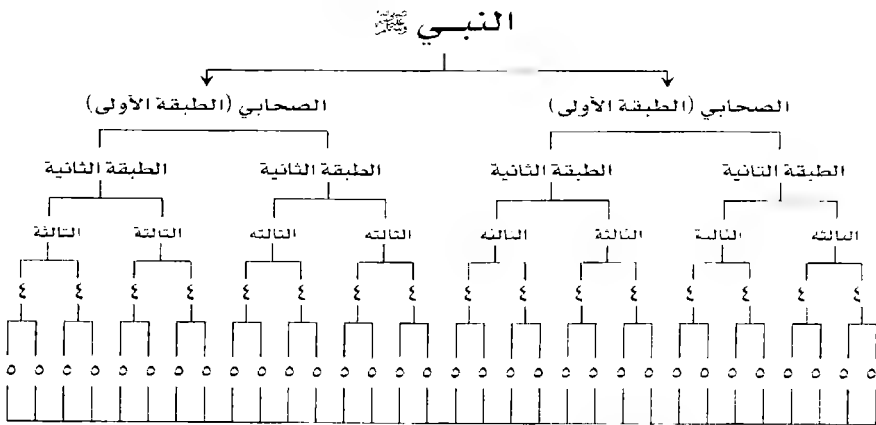 النبي ﷺ
الصحابي (الطبقة الأولى) الصحابي (الطبقة الأولى)
الطبقة الثانية الطبقة الثانية الطبقة الثانية الطبقة الثانية
الثالثة الثالثة الثالثة الثالثة الثالثة الثالثة الثالثة الثالثة
٤ ٤ ٤ ٤ ٤ ٤ ٤ ٤ ٤ ٤ ٤ ٤ ٤ ٤ ٤ ٤
٥ ٥ ٥ ٥ ٥ ٥ ٥ ٥ ٥ ٥ ٥ ٥ ٥ ٥ ٥ ٥ ٥ ٥ ٥ ٥ ٥ ٥ ٥ ٥ ٥ ٥ ٥ ٥ ٥ ٥ ٥ ٥